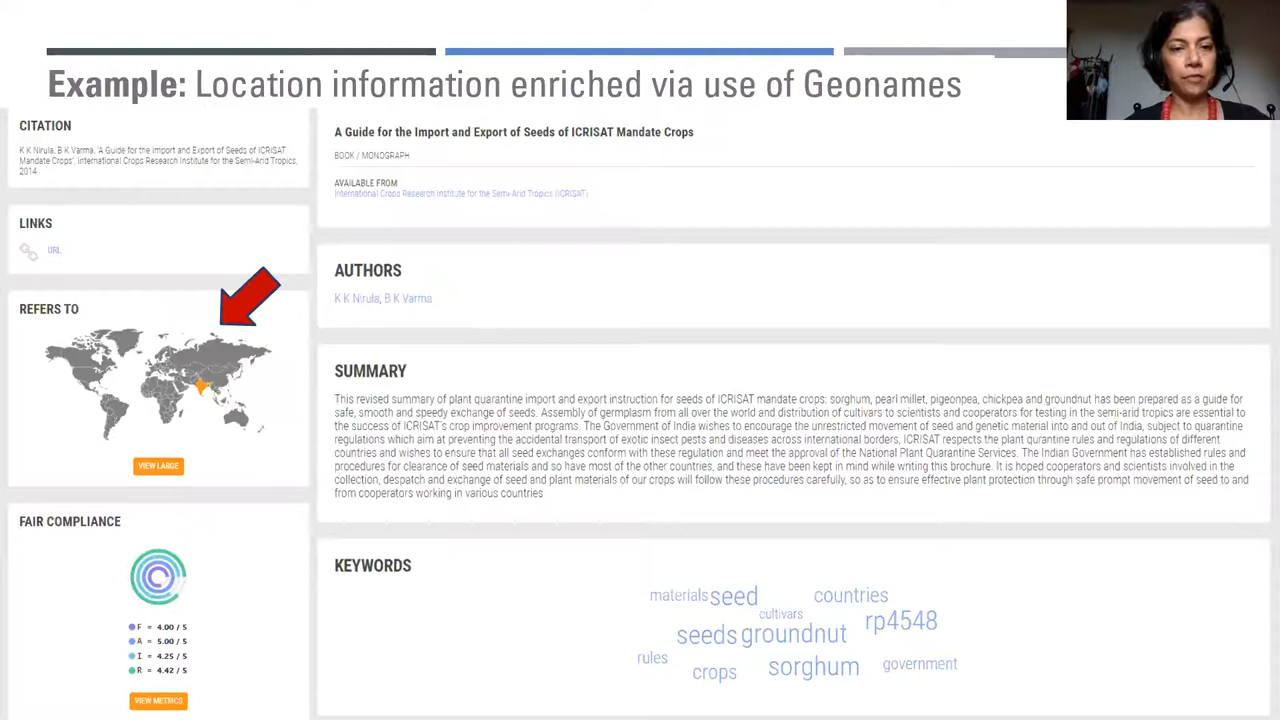 Example: Location information enriched via use of Geonames
CITATION
K K Nirula, B K Varma. 'A Guide for the Import and Export of Seeds of ICRISAT
Mandate Crops'. International Crops Research Institute for the Semi-Arid Tropics,
2014
LINKS
URL
REFERS TO
VIEW LARGE
FAIR COMPLIANCE
F = 4.00 / 5
A = 5.00 / 5
I = 4.25 / 5
R = 4.42 / 5
VIEW METRICS
A Guide for the Import and Export of Seeds of ICRISAT Mandate Crops
BOOK / MONOGRAPH
AVAILABLE FROM
International Crops Research Institute for the Semi-Arid Tropics (ICRISAT)
AUTHORS
K K Nirula, B K Varma
SUMMARY
This revised summary of plant quarantine import and export instruction for seeds of ICRISAT mandate crops: sorghum, pearl millet, pigeonpea, chickpea and groundnut has been prepared as a guide for
safe, smooth and speedy exchange of seeds. Assembly of germplasm from all over the world and distribution of cultivars to scientists and cooperators for testing in the semi-arid tropics are essential to
the success of ICRISAT's crop improvement programs. The Government of India wishes to encourage the unrestricted movement of seed and genetic material into and out of India, subject to quarantine
regulations which aim at preventing the accidental transport of exotic insect pests and diseases across international borders, ICRISAT respects the plant qurantine rules and regulations of different
countries and wishes to ensure that all seed exchanges conform with these regulation and meet the approval of the National Plant Quarantine Services. The Indian Government has established rules and
procedures for clearance of seed materials and so have most of the other countries, and these have been kept in mind while writing this brochure. It is hoped cooperators and scientists involved in the
collection, despatch and exchange of seed and plant materials of our crops will follow these procedures carefully, so as to ensure effective plant protection through safe prompt movement of seed to and
from cooperators working in various countries
KEYWORDS
materials seed countries
cultivars
seeds groundnut rp4548
rules crops sorghum government